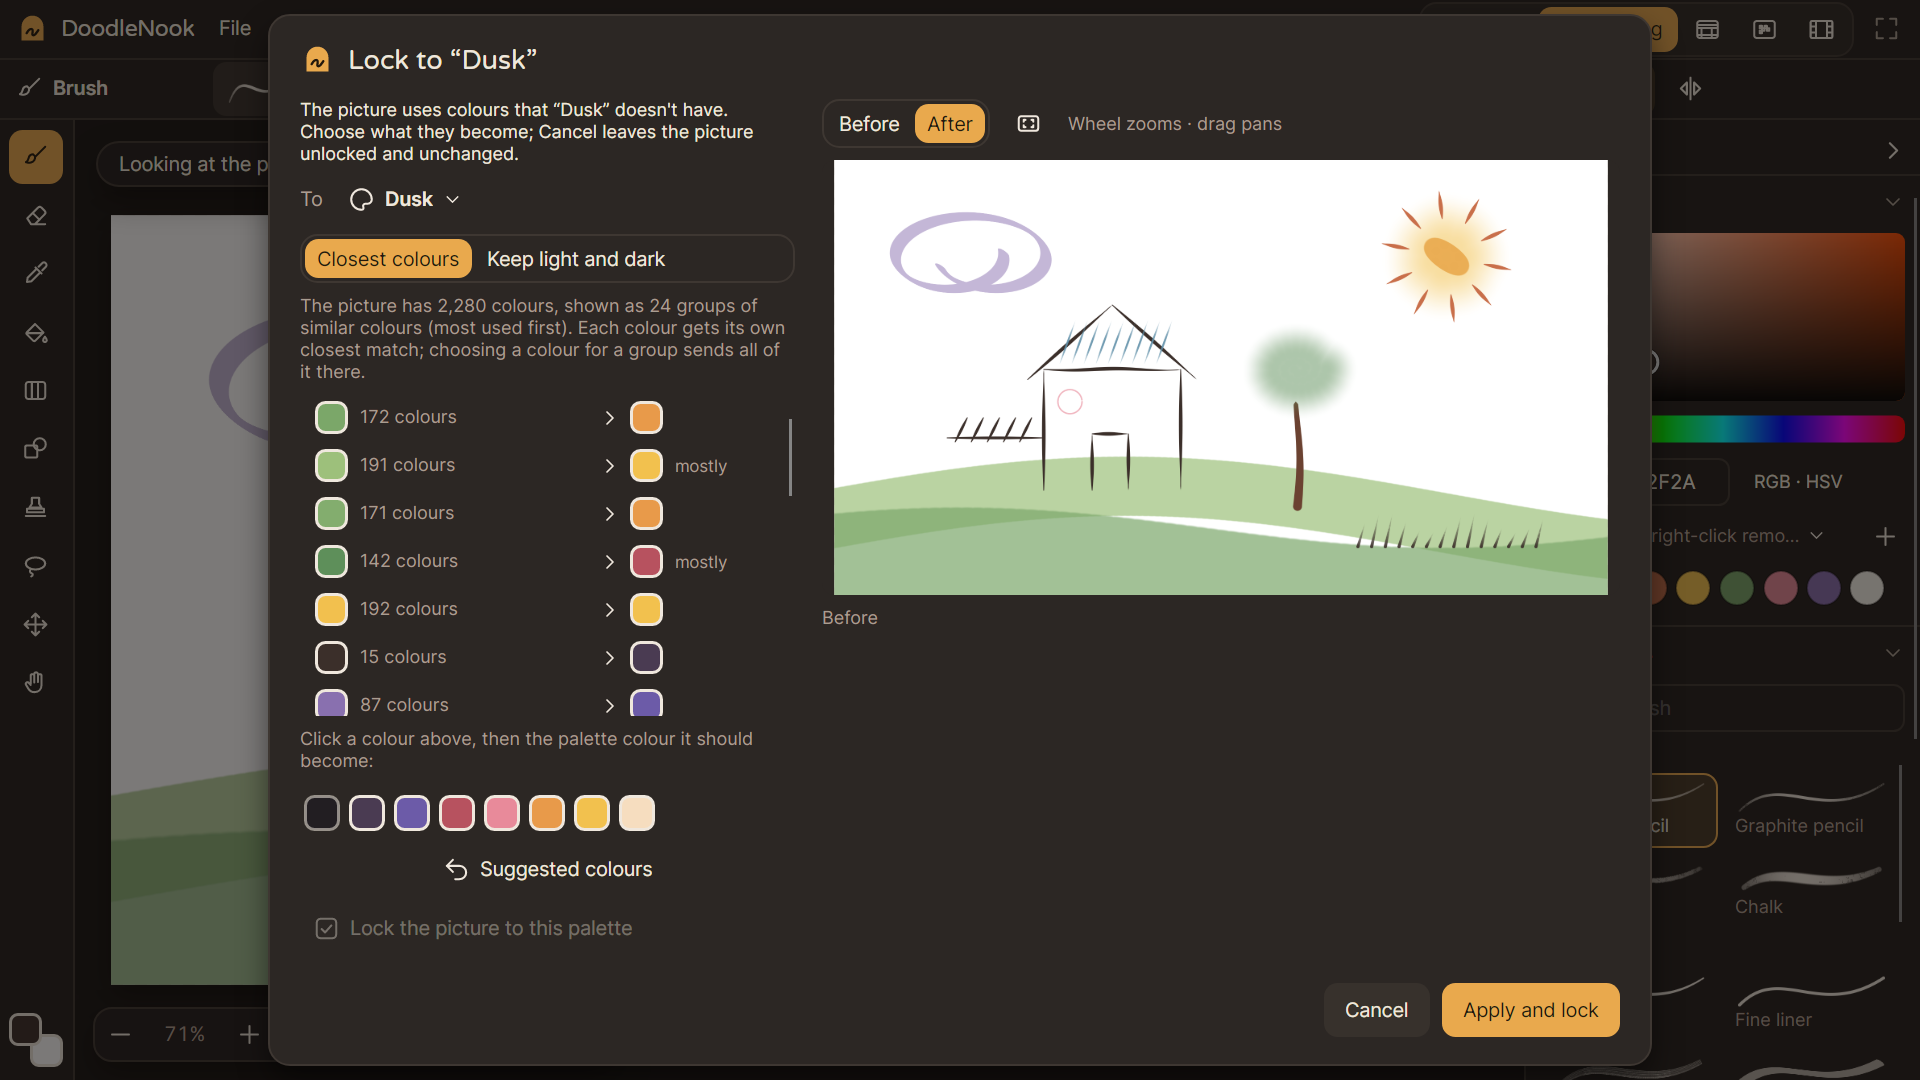 DoodleNook
File
Lock to “Dusk”
Brush
The picture uses colours that “Dusk” doesn't have.
Choose what they become; Cancel leaves the picture
unlocked and unchanged.
Before
After
Wheel zooms · drag pans
Looking at the p
To
Dusk
Closest colours
Keep light and dark
The picture has 2,280 colours, shown as 24 groups of
similar colours (most used first). Each colour gets its own
closest match; choosing a colour for a group sends all of
it there.
172 colours
191 colours
mostly
171 colours
142 colours
mostly
192 colours
15 colours
87 colours
Before
Click a colour above, then the palette colour it should
become:
Suggested colours
Lock the picture to this palette
Cancel
Apply and lock
71%
2F2A
RGB · HSV
right-click remo...
sh
cil
Graphite pencil
Chalk
Fine liner